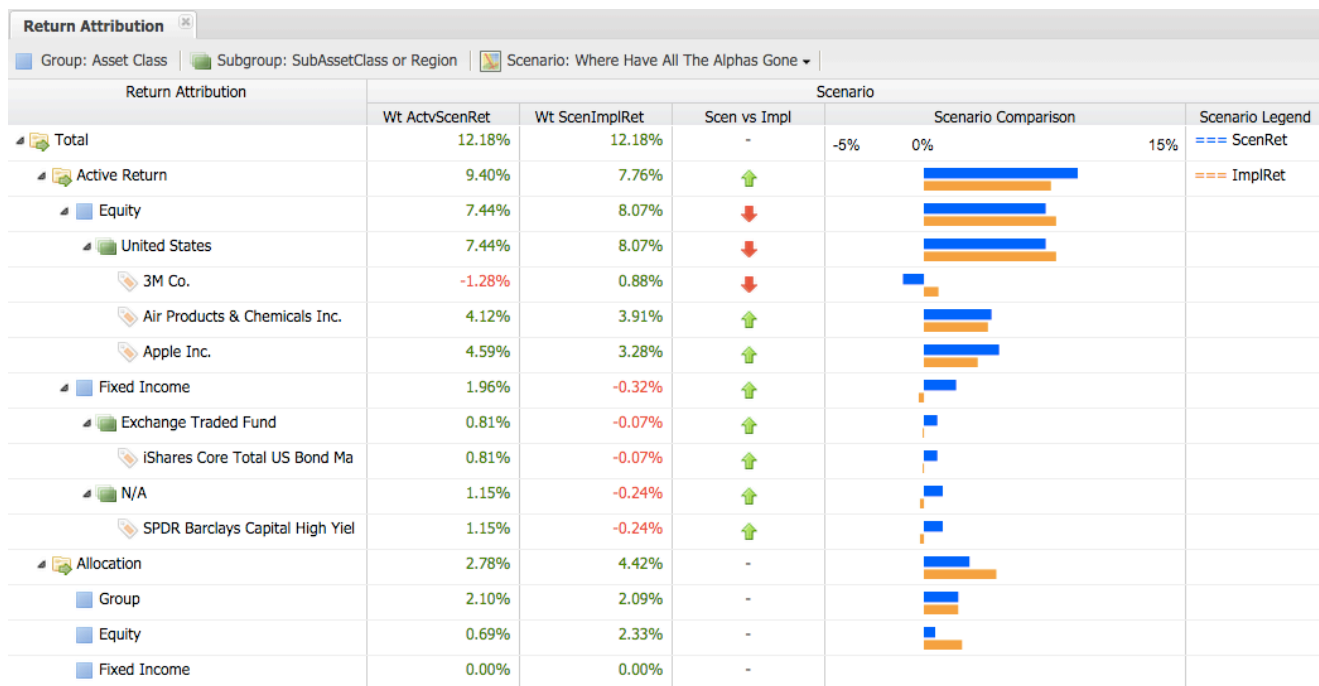 Return Attribution
Group: Asset Class Subgroup: SubAssetClass or Region Scenario: Where Have All The Alphas Gone
Return Attribution Scenario
Wt ActvScenRet Wt ScenImplRet Scen vs Impl Scenario Comparison Scenario Legend
Total 12.18% 12.18% - -5% 0% 15% === ScenRet
Active Return 9.40% 7.76% === ImplRet
Equity 7.44% 8.07%
United States 7.44% 8.07%
3M Co. -1.28% 0.88%
Air Products & Chemicals Inc. 4.12% 3.91%
Apple Inc. 4.59% 3.28%
Fixed Income 1.96% -0.32%
Exchange Traded Fund 0.81% -0.07%
iShares Core Total US Bond Ma 0.81% -0.07%
N/A 1.15% -0.24%
SPDR Barclays Capital High Yiel 1.15% -0.24%
Allocation 2.78% 4.42% -
Group 2.10% 2.09% -
Equity 0.69% 2.33% -
Fixed Income 0.00% 0.00% -